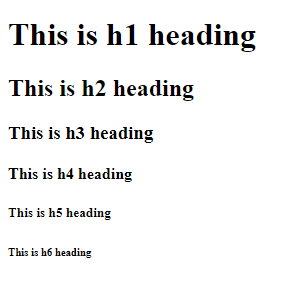 This is h1 heading
This is h2 heading
This is h3 heading
This is h4 heading
This is h5 heading
This is h6 heading